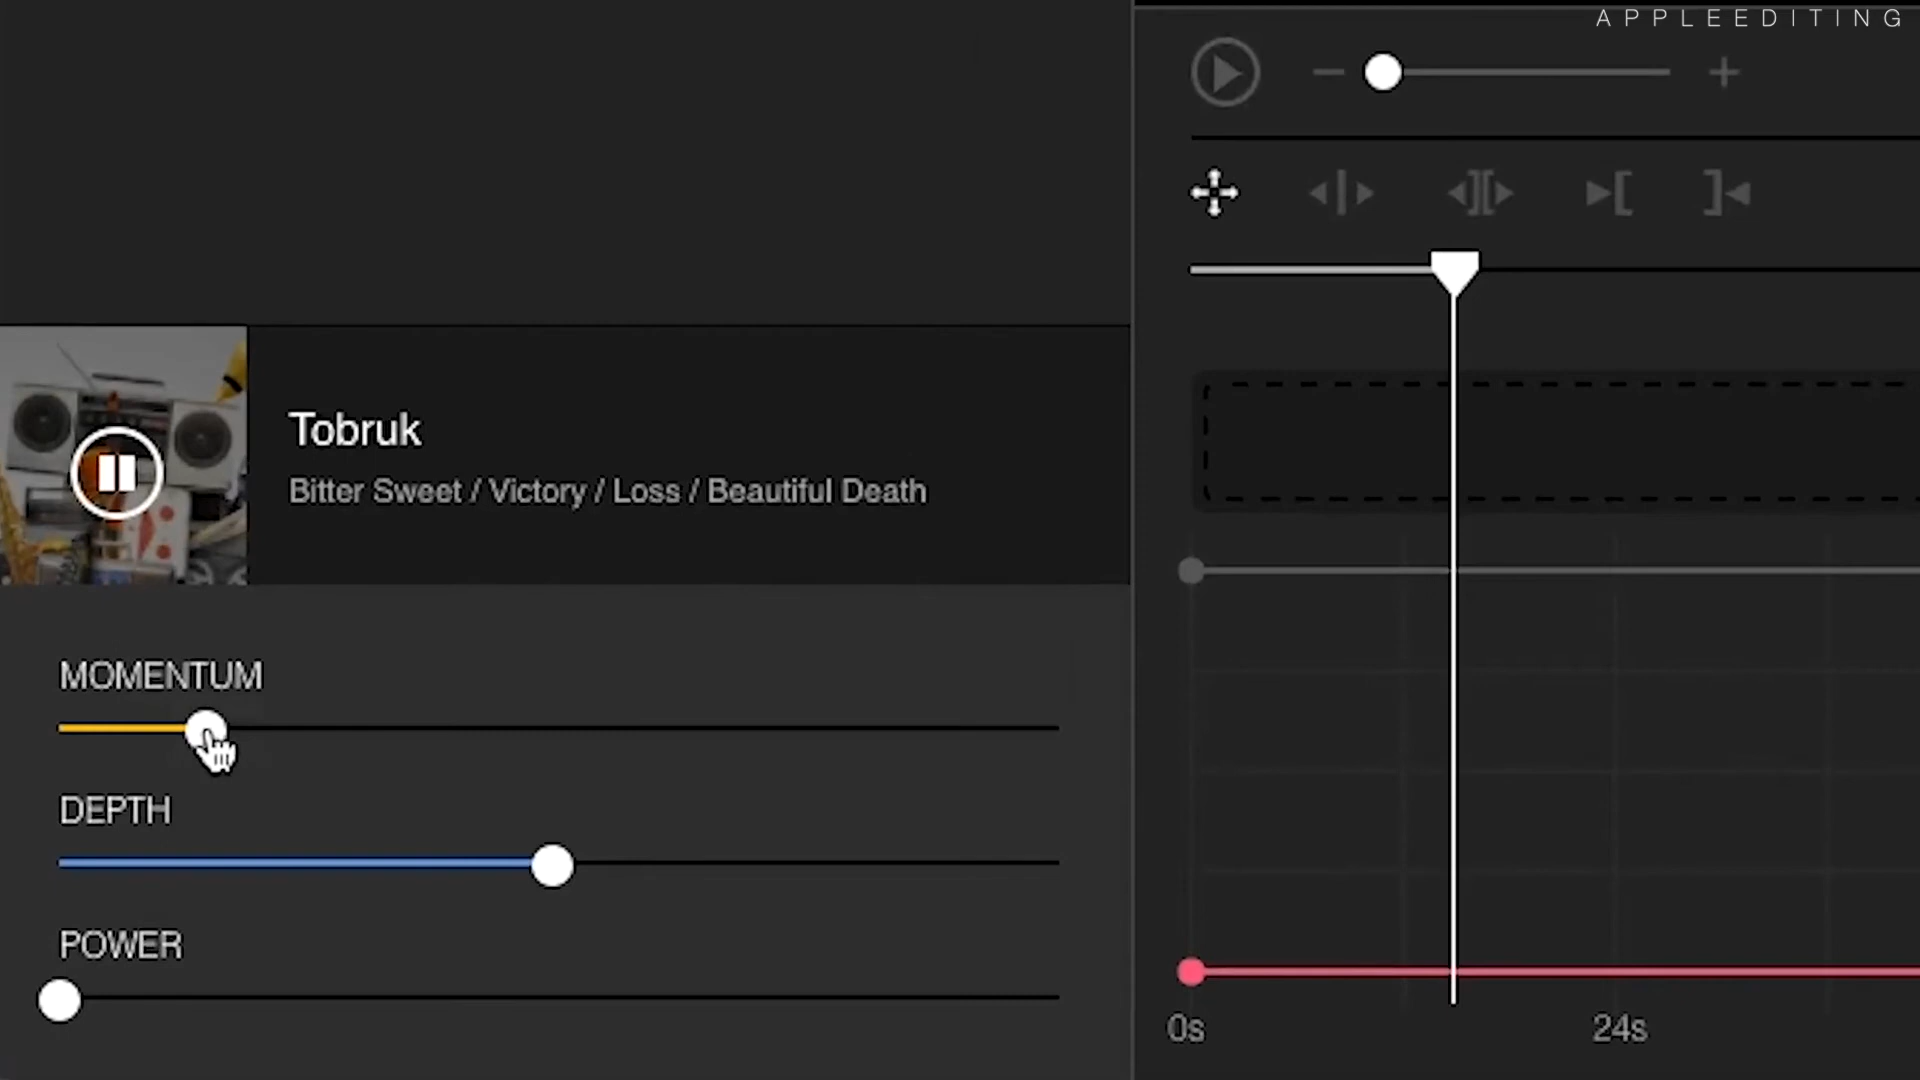 APPLEEDITING
Tobruk
Bitter Sweet / Victory / Loss / Beautiful Death
MOMENTUM
DEPTH
POWER
0s
24s